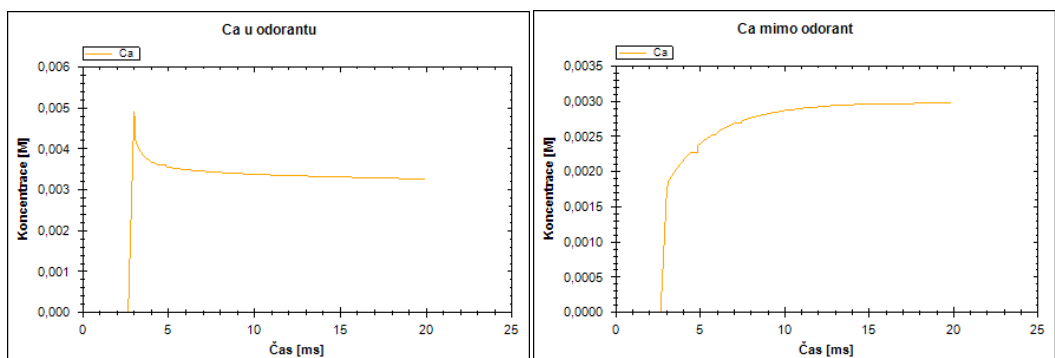 Ca u odorantu
Ca
Koncentrace [M]
0,006
0,005
0,004
0,003
0,002
0,001
0,000
0 5 10 15 20 25
Čas [ms]
Ca mimo odorant
Ca
Koncentrace [M]
0,0035
0,0030
0,0025
0,0020
0,0015
0,0010
0,0005
0,0000
0 5 10 15 20 25
Čas [ms]